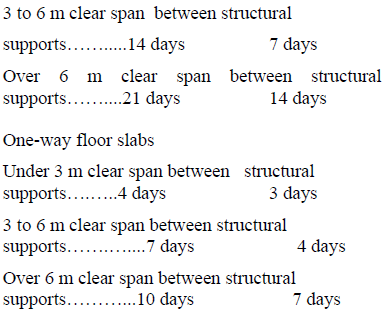 3 to 6 m clear span between structural
supports…….....14 days 7 days
Over 6 m clear span between structural
supports…......21 days 14 days
One-way floor slabs
Under 3 m clear span between structural
supports….…..4 days 3 days
3 to 6 m clear span between structural
supports…….…....7 days 4 days
Over 6 m clear span between structural
supports………...10 days 7 days